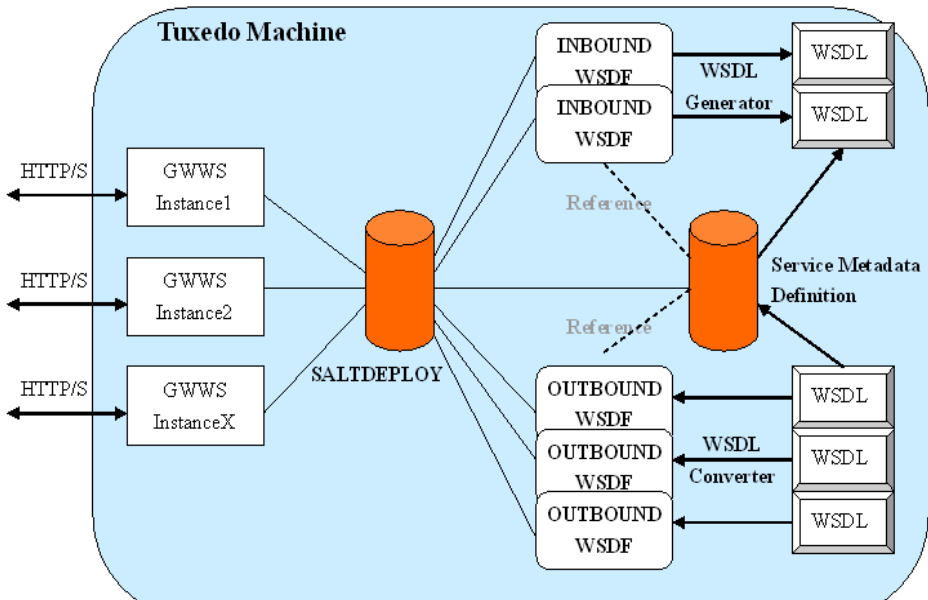 Tuxedo Machine
INBOUND
WSDF
INBOUND
WSDF
WSDL
Generator
WSDL
WSDL
HTTP/S
GWWS
Instance1
HTTP/S
GWWS
Instance2
HTTP/S
GWWS
InstanceX
SALTDEPLOY
Reference
Reference
Service Metadata
Definition
OUTBOUND
WSDF
OUTBOUND
WSDF
OUTBOUND
WSDF
WSDL
Converter
WSDL
WSDL
WSDL